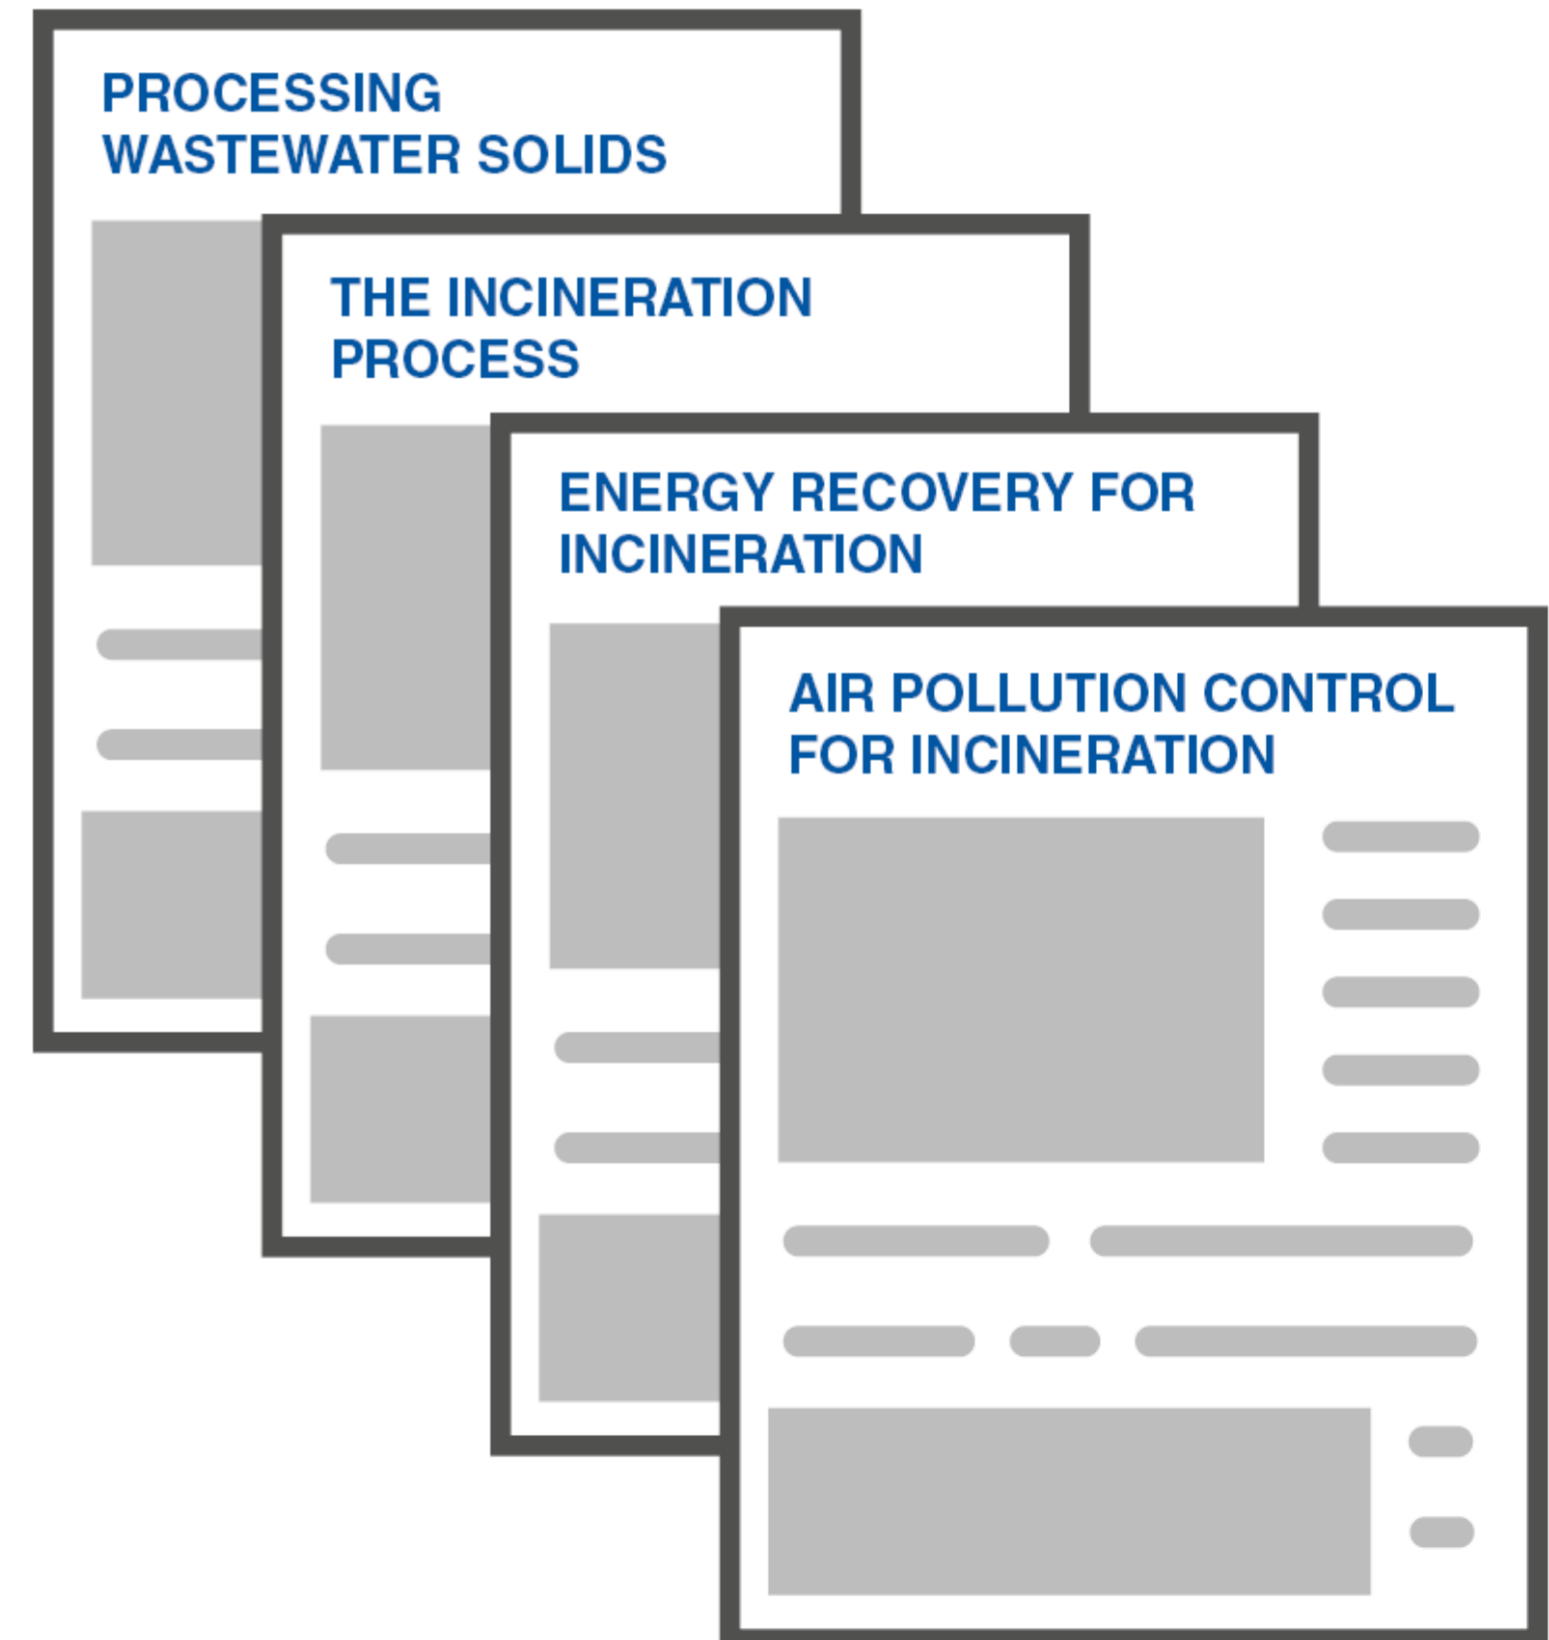 PROCESSING
WASTEWATER SOLIDS
THE INCINERATION
PROCESS
ENERGY RECOVERY FOR
INCINERATION
AIR POLLUTION CONTROL
FOR INCINERATION